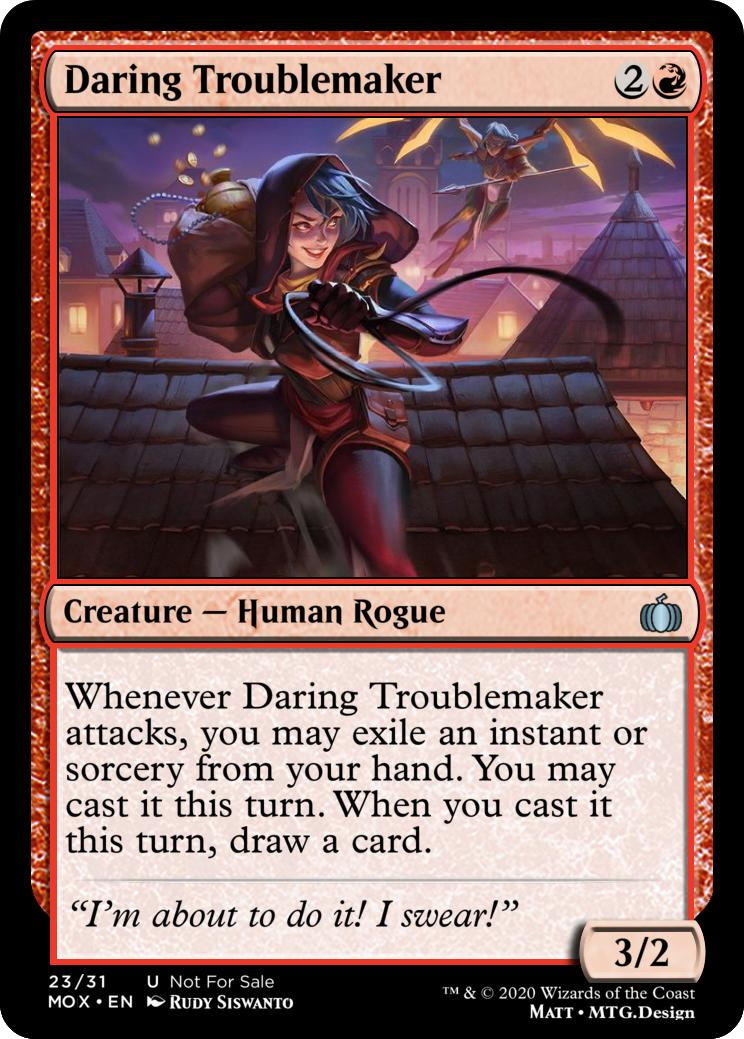 Daring Troublemaker 2
Creature — Human Rogue
Whenever Daring Troublemaker
attacks, you may exile an instant or
sorcery from your hand. You may
cast it this turn. When you cast it
this turn, draw a card.
“I’m about to do it! I swear!”
3/2
23/31 U Not For Sale
MOX • EN Rudy Siswanto
™ & © 2020 Wizards of the Coast
Matt • MTG.Design